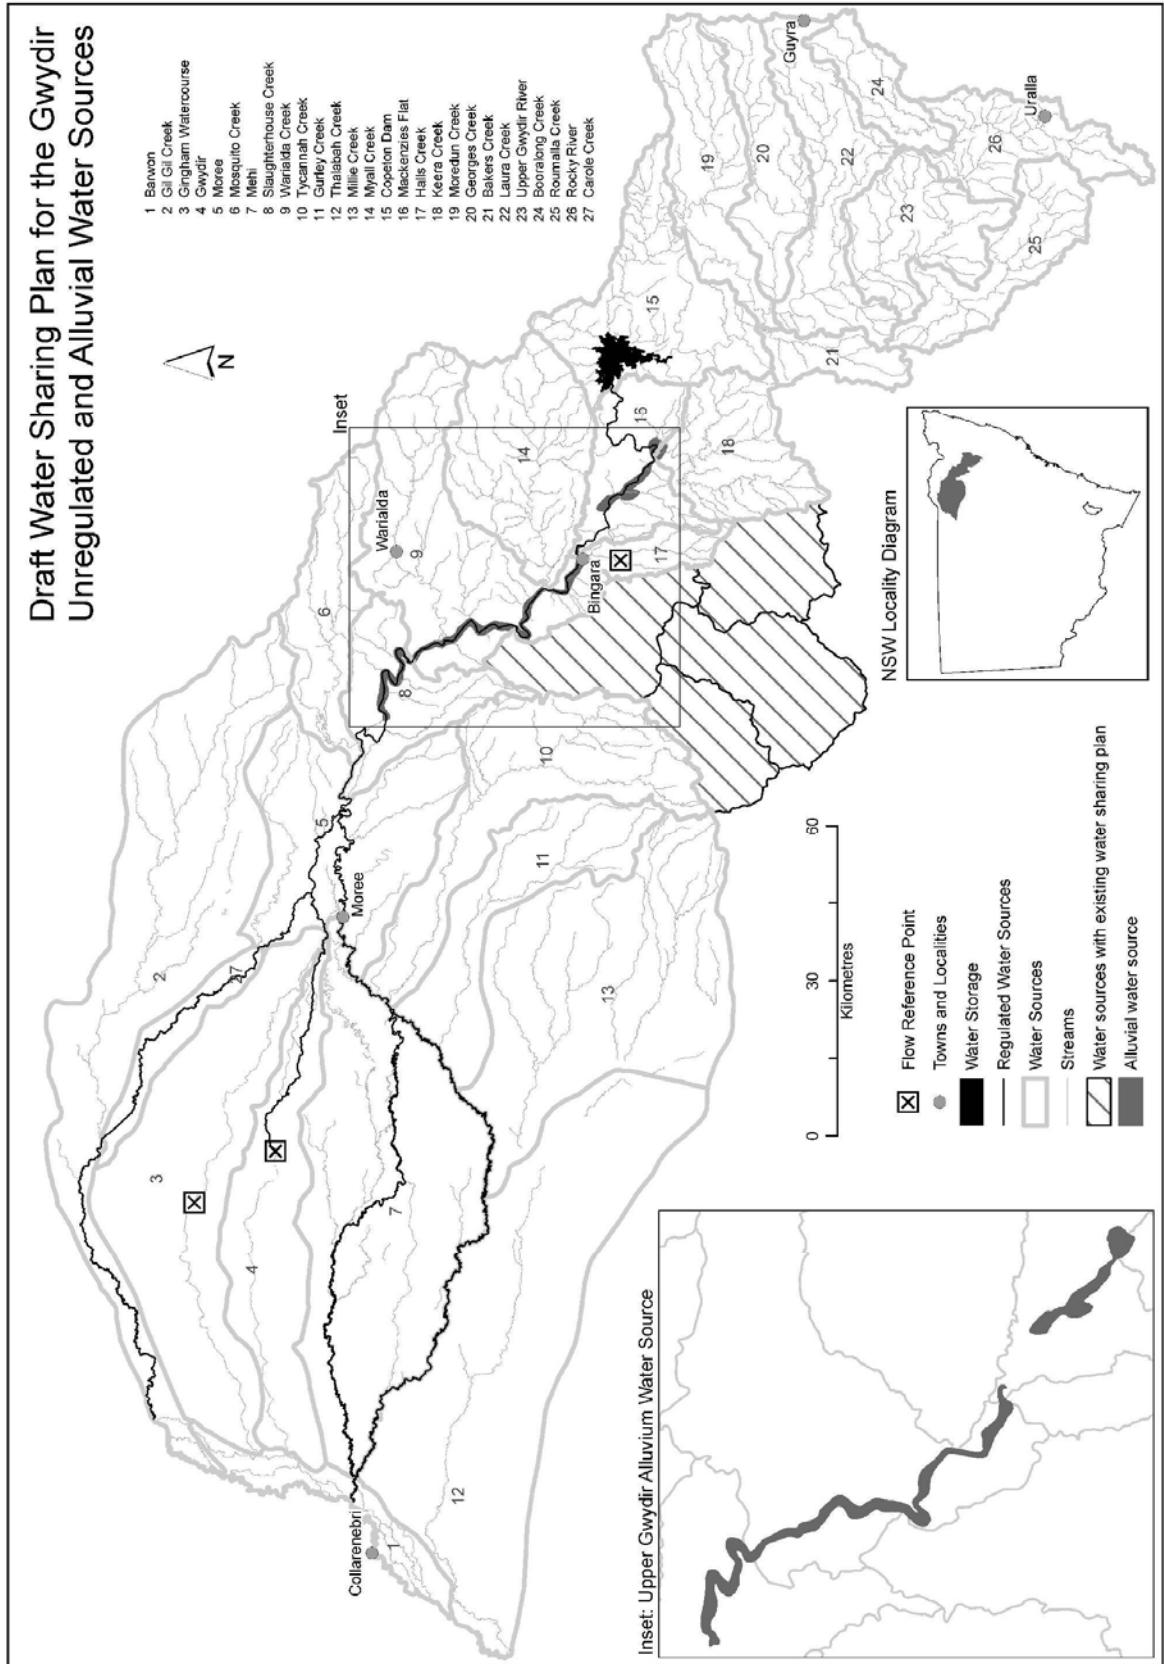 Draft Water Sharing Plan for the Gwydir
Unregulated and Alluvial Water Sources
1 Barwon
2 Gil Gil Creek
3 Gingham Watercourse
4 Gwydir
5 Moree
6 Mosquito Creek
7 Mehi
8 Slaughterhouse Creek
9 Warialda Creek
10 Tycannah Creek
11 Gurley Creek
12 Thalabah Creek
13 Millie Creek
14 Myall Creek
15 Copeton Dam
16 Mackenzies Flat
17 Halls Creek
18 Keera Creek
19 Moredun Creek
20 Georges Creek
21 Bakers Creek
22 Laura Creek
23 Upper Gwydir River
24 Booralong Creek
25 Roumalla Creek
26 Rocky River
27 Carole Creek
N
Inset
Warialda
Bingara
Moree
Collarenebri
Guyra
Uralla
1
2
3
4
5
6
7
8
9
10
11
12
13
14
15
16
17
18
19
20
21
22
23
24
25
26
27
Inset: Upper Gwydir Alluvium Water Source
0 30 60
Kilometres
Flow Reference Point
Towns and Localities
Water Storage
Regulated Water Sources
Water Sources
Streams
Water sources with existing water sharing plan
Alluvial water source
NSW Locality Diagram